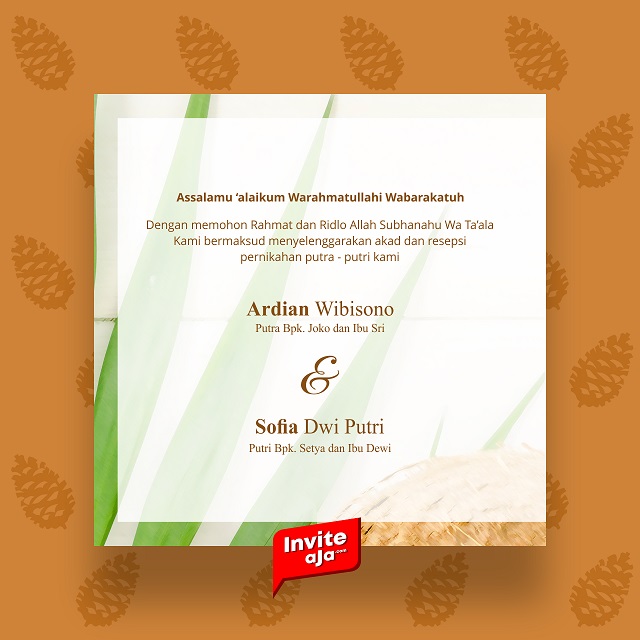 Assalamu ‘alaikum Warahmatullahi Wabarakatuh
Dengan memohon Rahmat dan Ridlo Allah Subhanahu Wa Ta'ala
Kami bermaksud menyelenggarakan akad dan resepsi
pernikahan putra - putri kami
Ardian Wibisono
Putra Bpk. Joko dan Ibu Sri
&
Sofia Dwi Putri
Putri Bpk. Setya dan Ibu Dewi
Invite
aja.com